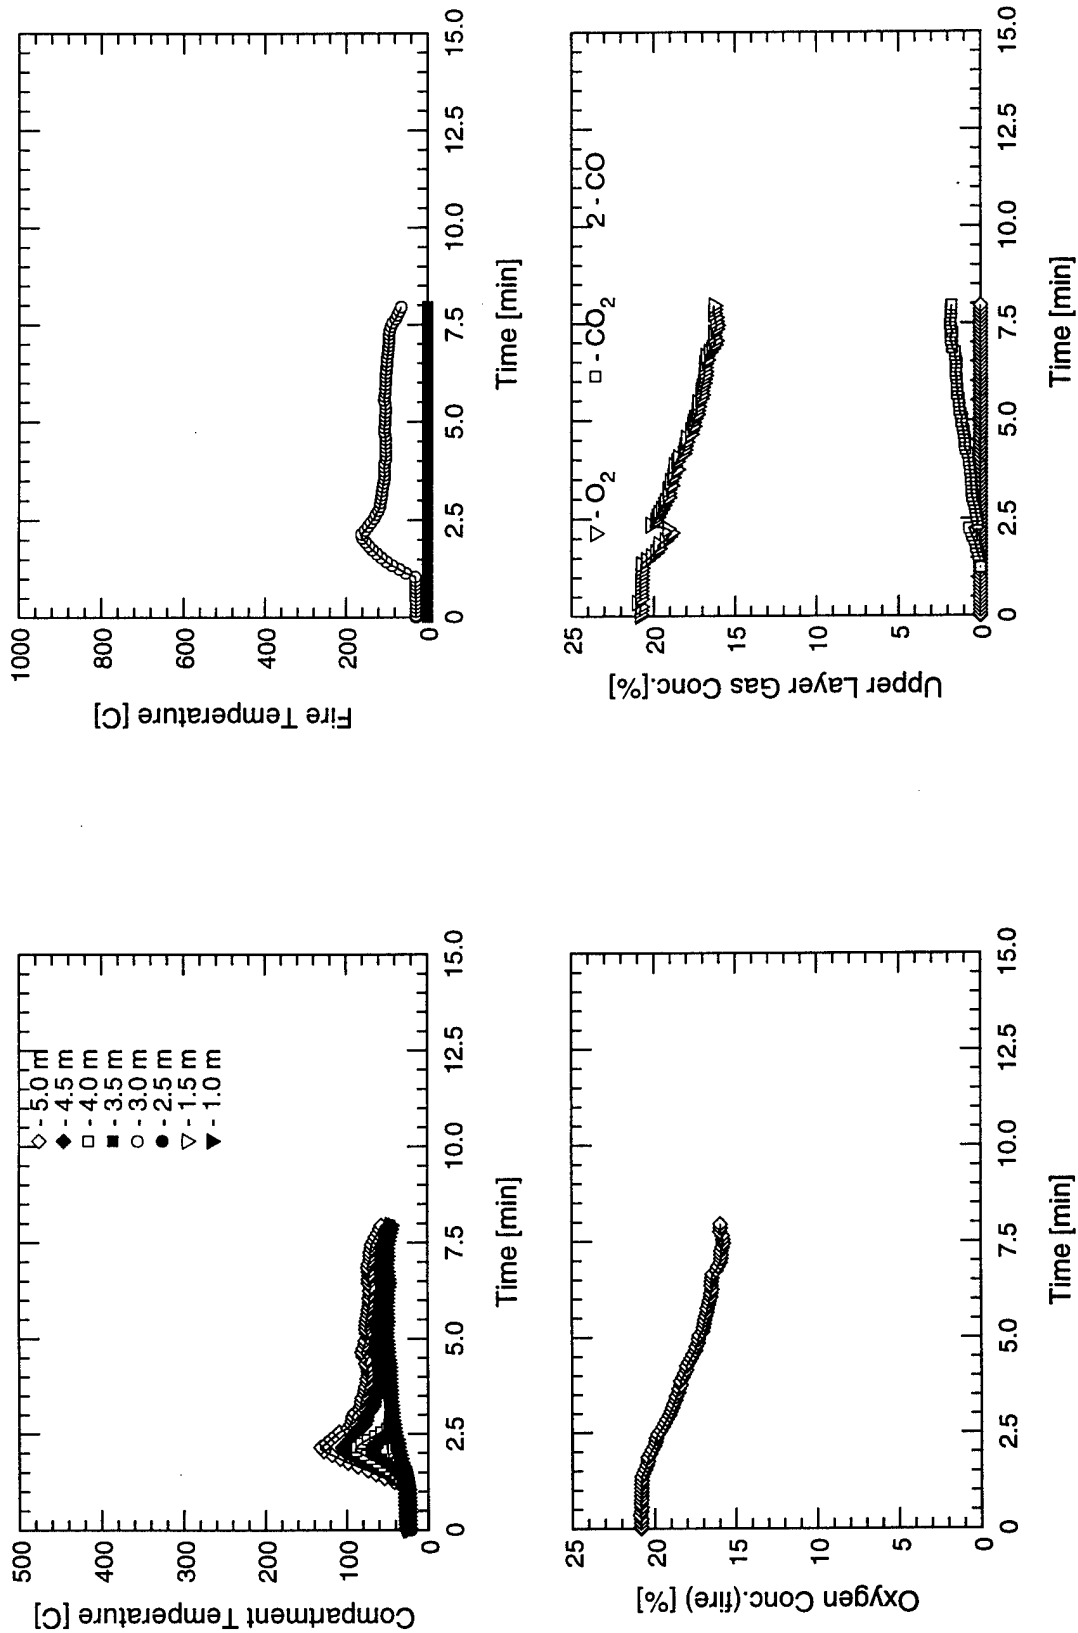 Compartment Temperature [C]
500
400
300
200
100
0
◇ - 5.0 m
◆ - 4.5 m
□ - 4.0 m
■ - 3.5 m
○ - 3.0 m
● - 2.5 m
▽ - 1.5 m
▼ - 1.0 m
0 2.5 5.0 7.5 10.0 12.5 15.0
Time [min]
Fire Temperature [C]
1000
800
600
400
200
0
0 2.5 5.0 7.5 10.0 12.5 15.0
Time [min]
Oxygen Conc.(fire) [%]
25
20
15
10
5
0
0 2.5 5.0 7.5 10.0 12.5 15.0
Time [min]
Upper Layer Gas Conc.[%]
25
20
15
10
5
0
▽ - O2 □ - CO2 2 - CO
0 2.5 5.0 7.5 10.0 12.5 15.0
Time [min]